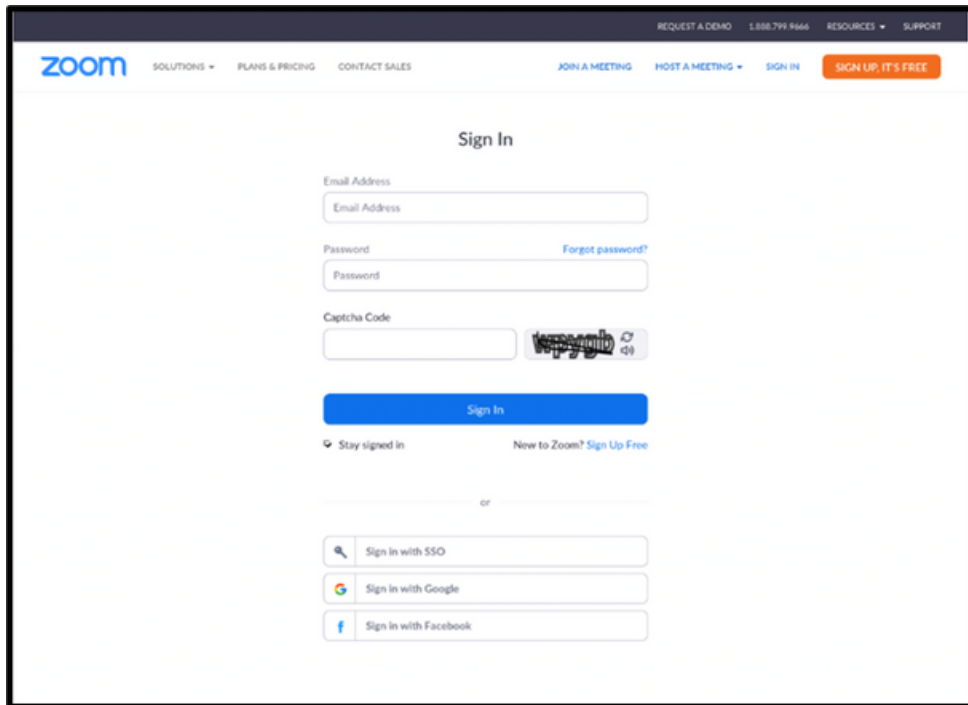 REQUEST A DEMO 1.888.799.9666 RESOURCES SUPPORT
zoom SOLUTIONS PLANS & PRICING CONTACT SALES JOIN A MEETING HOST A MEETING SIGN IN SIGN UP, IT'S FREE
Sign In
Email Address
Email Address
Password Forgot password?
Password
Captcha Code
Sign In
Stay signed in New to Zoom? Sign Up Free
or
Sign in with SSO
G Sign in with Google
f Sign in with Facebook